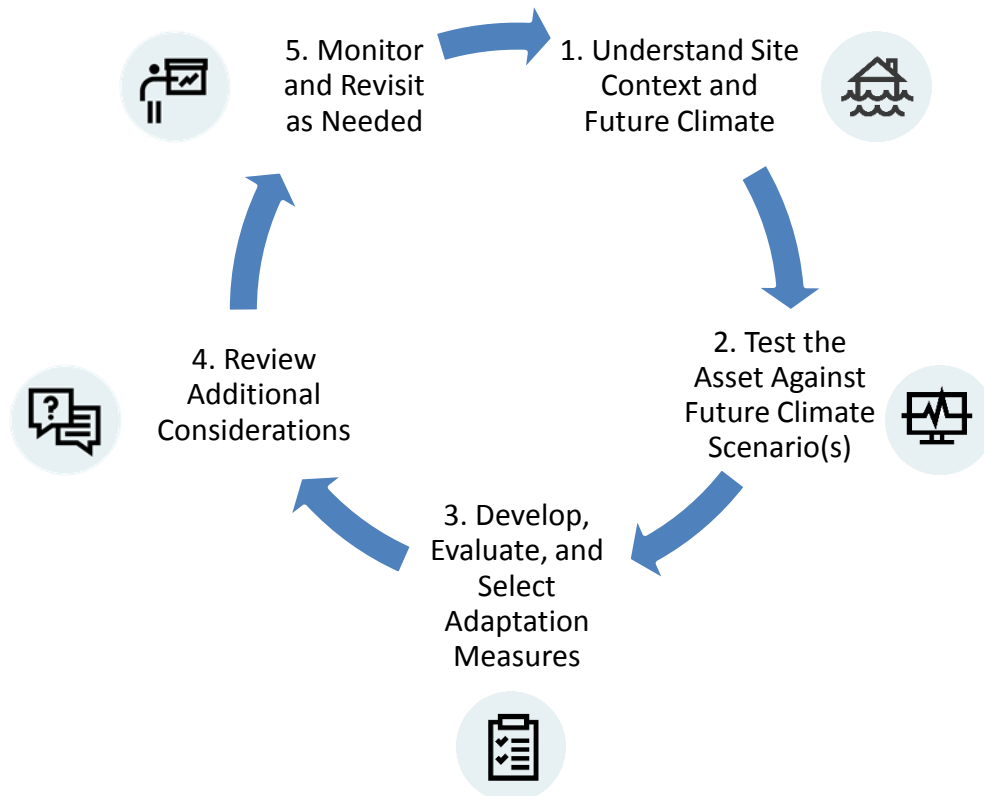 1. Understand Site
Context and
Future Climate
2. Test the
Asset Against
Future Climate
Scenario(s)
3. Develop,
Evaluate, and
Select
Adaptation
Measures
4. Review
Additional
Considerations
5. Monitor
and Revisit
as Needed
?